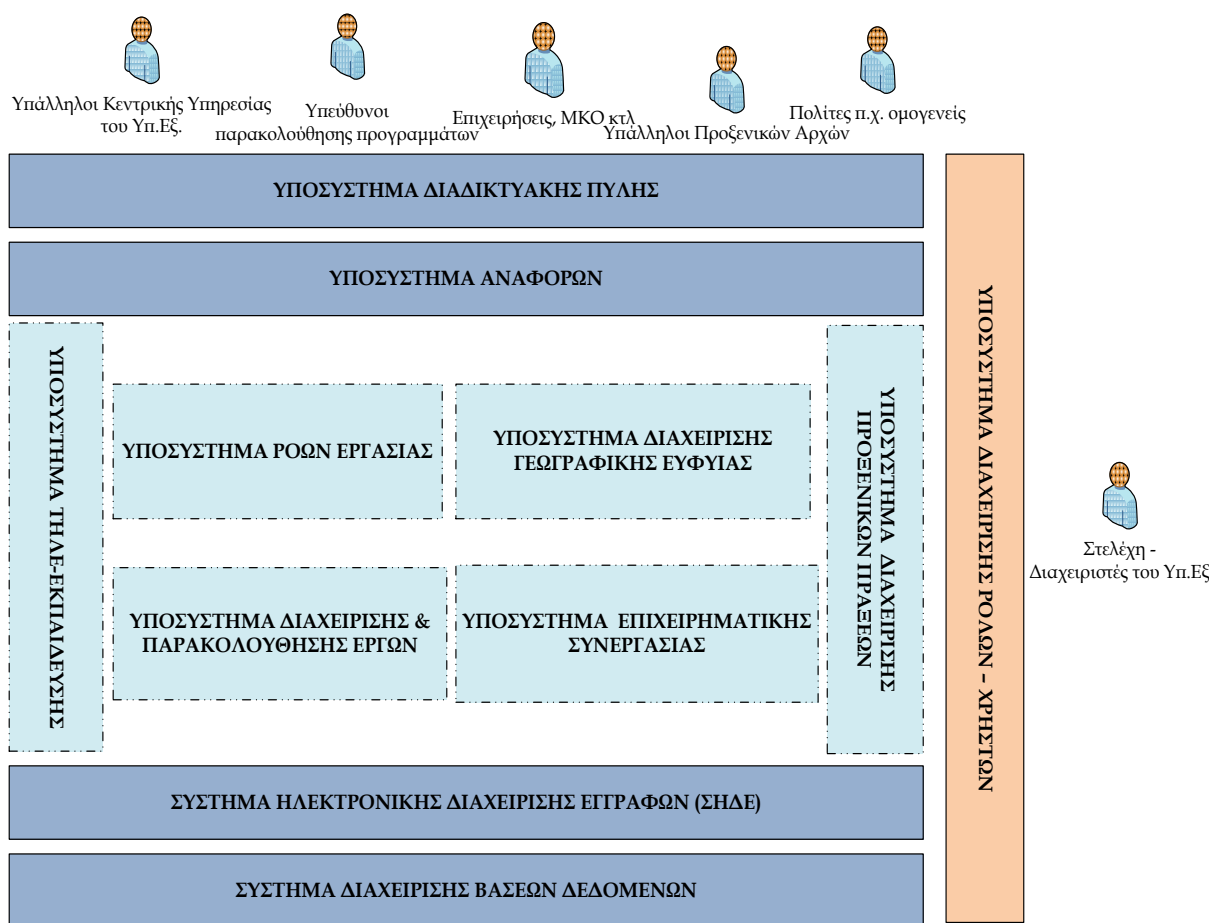 Υπάλληλοι Κεντρικής Υπηρεσίας
του Υπ.Εξ.
Υπεύθυνοι
παρακολούθησης προγραμμάτων
Επιχειρήσεις, ΜΚΟ κτλ
Υπάλληλοι Προξενικών Αρχών
Πολίτες π.χ. ομογενείς
ΥΠΟΣΥΣΤΗΜΑ ΔΙΑΔΙΚΤΥΑΚΗΣ ΠΥΛΗΣ
ΥΠΟΣΥΣΤΗΜΑ ΑΝΑΦΟΡΩΝ
ΥΠΟΣΥΣΤΗΜΑ ΤΗΛΕ-ΕΚΠΑΙΔΕΥΣΗΣ
ΥΠΟΣΥΣΤΗΜΑ ΡΟΩΝ ΕΡΓΑΣΙΑΣ
ΥΠΟΣΥΣΤΗΜΑ ΔΙΑΧΕΙΡΙΣΗΣ
ΓΕΩΓΡΑΦΙΚΗΣ ΕΥΦΥΙΑΣ
ΥΠΟΣΥΣΤΗΜΑ ΔΙΑΧΕΙΡΙΣΗΣ &
ΠΑΡΑΚΟΛΟΥΘΗΣΗΣ ΕΡΓΩΝ
ΥΠΟΣΥΣΤΗΜΑ ΕΠΙΧΕΙΡΗΜΑΤΙΚΗΣ
ΣΥΝΕΡΓΑΣΙΑΣ
ΥΠΟΣΥΣΤΗΜΑ ΔΙΑΧΕΙΡΙΣΗΣ
ΠΡΟΞΕΝΙΚΩΝ ΠΡΑΞΕΩΝ
ΥΠΟΣΥΣΤΗΜΑ ΔΙΑΧΕΙΡΙΣΗΣ ΡΟΛΩΝ – ΧΡΗΣΤΩΝ
Στελέχη -
Διαχειριστές του Υπ.Εξ
ΣΥΣΤΗΜΑ ΗΛΕΚΤΡΟΝΙΚΗΣ ΔΙΑΧΕΙΡΙΣΗΣ ΕΓΓΡΑΦΩΝ (ΣΗΔΕ)
ΣΥΣΤΗΜΑ ΔΙΑΧΕΙΡΙΣΗΣ ΒΑΣΕΩΝ ΔΕΔΟΜΕΝΩΝ